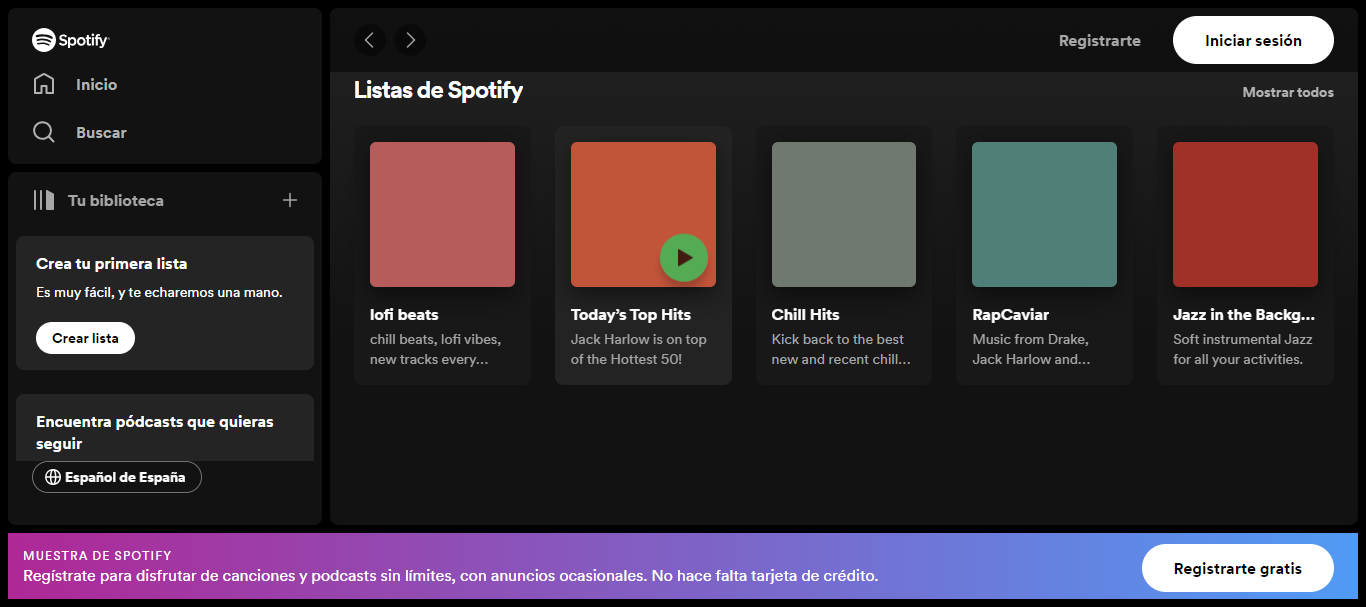 Spotify
Inicio
Buscar
Tu biblioteca
Crea tu primera lista
Es muy fácil, y te echaremos una mano.
Crear lista
Encuentra pódcasts que quieras
seguir
Español de España
Registrarte
Iniciar sesión
Listas de Spotify
Mostrar todos
lofi beats
chill beats, lofi vibes,
new tracks every...
Today’s Top Hits
Jack Harlow is on top
of the Hottest 50!
Chill Hits
Kick back to the best
new and recent chill...
RapCaviar
Music from Drake,
Jack Harlow and...
Jazz in the Backg...
Soft instrumental Jazz
for all your activities.
MUESTRA DE SPOTIFY
Regístrate para disfrutar de canciones y podcasts sin límites, con anuncios ocasionales. No hace falta tarjeta de crédito.
Registrarte gratis